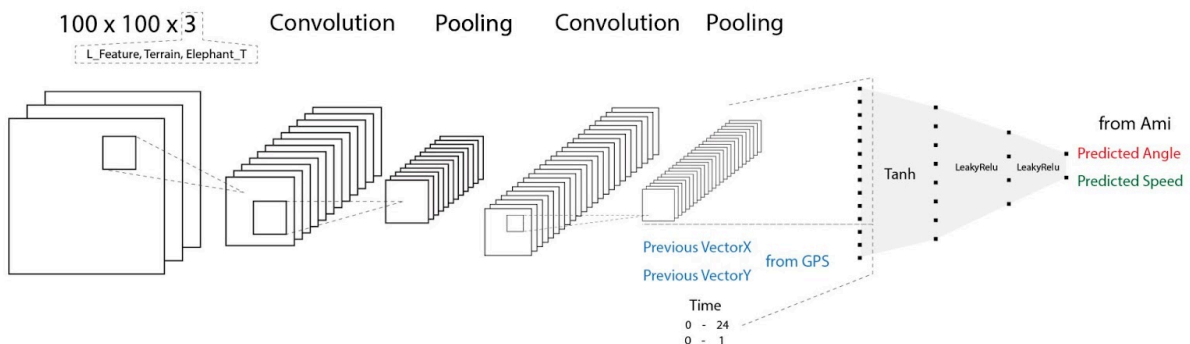 100 x 100 x 3
Convolution
Pooling
Convolution
Pooling
L_Feature, Terrain, Elephant_T
from Ami
Predicted Angle
Predicted Speed
Tanh
LeakyRelu
LeakyRelu
Previous VectorX
from GPS
Previous VectorY
Time
0 - 24
0 - 1